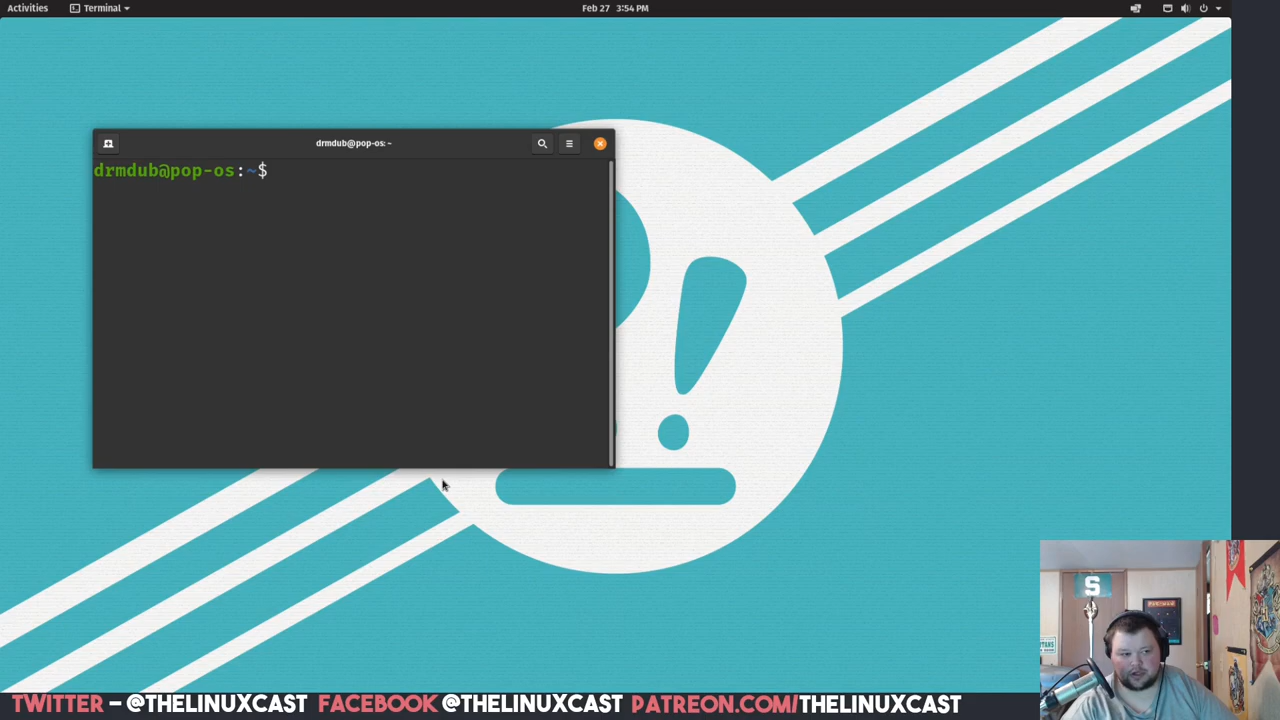 Activities
Terminal
Feb 27 3:54 PM
drmdub@pop-os: ~
drmdub@pop-os:~$
S
TWITTER - @THELINUXCAST FACEBOOK @THELINUXCAST PATREON.COM/THELINUXCAST